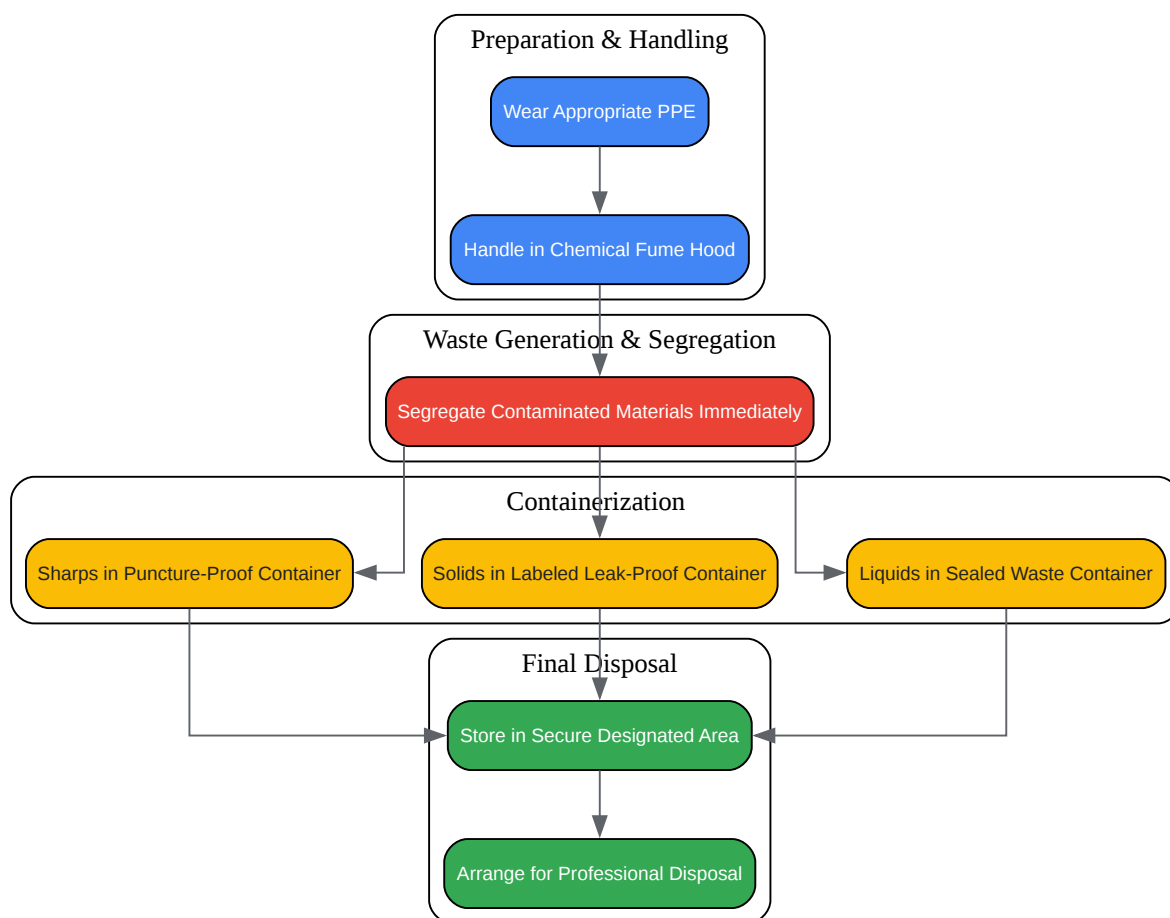 Preparation & Handling
Wear Appropriate PPE
Handle in Chemical Fume Hood
Waste Generation & Segregation
Segregate Contaminated Materials Immediately
Containerization
Sharps in Puncture-Proof Container
Solids in Labeled Leak-Proof Container
Liquids in Sealed Waste Container
Final Disposal
Store in Secure Designated Area
Arrange for Professional Disposal